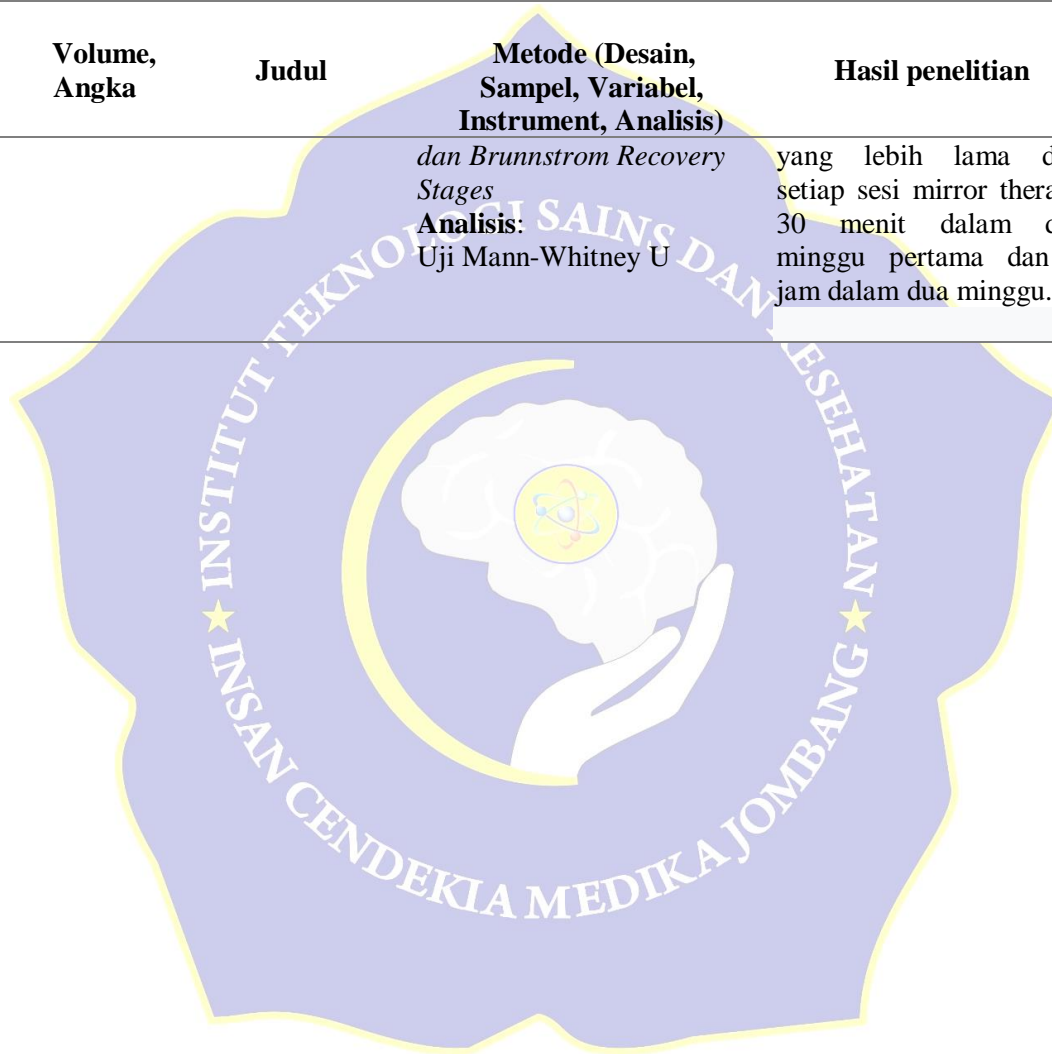 Volume,
Angka
Judul
Metode (Desain,
Sampel, Variabel,
Instrument, Analisis)
Hasil penelitian
dan Brunnstrom Recovery
Stages
Analisis:
Uji Mann-Whitney U
yang lebih lama
setiap sesi mirror
30 menit dalam
minggu pertama dan
jam dalam dua minggu.
INSTITUT TEKNOLOGI SAINS DAN KESEHATAN
INSAN CENDEKIA MEDIKA JOMBANG